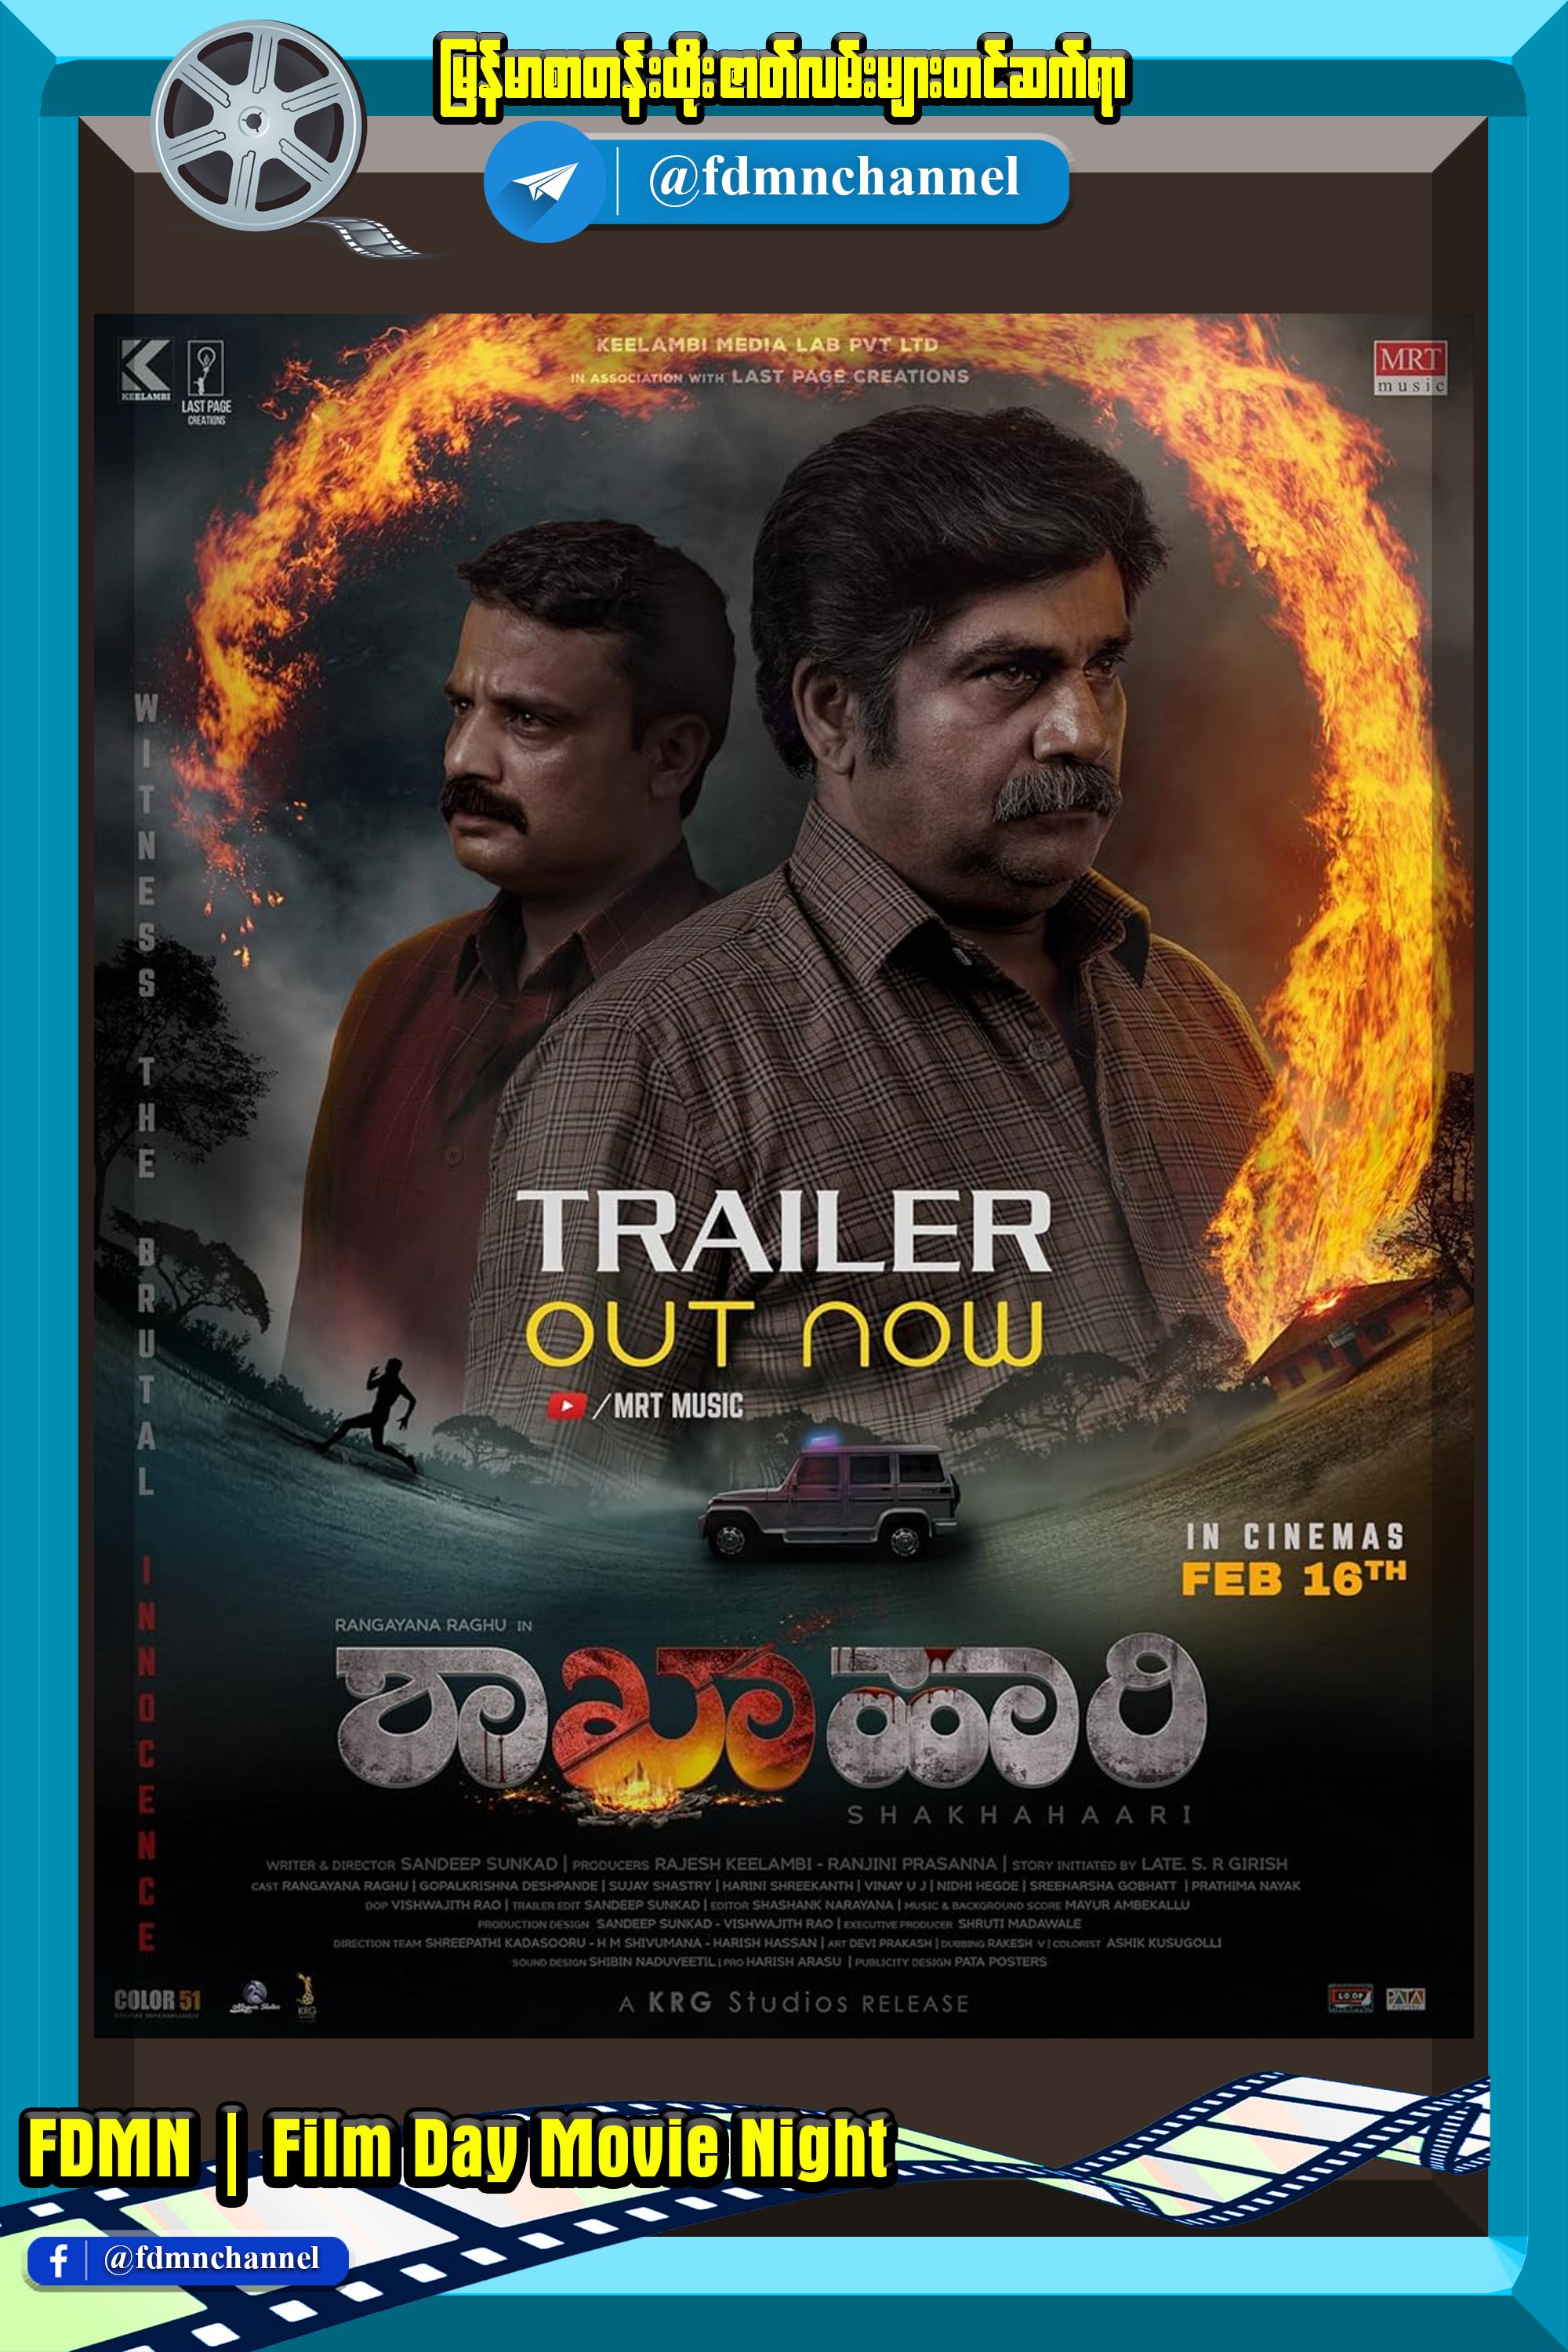 မြန်မာစာတန်းထိုး ဇာတ်လမ်းများတင်ဆက်ရာ
@fdmnchannel
KEELAMBI
LAST PAGE
CREATIONS
KEELAMBI MEDIA LAB PVT LTD
IN ASSOCIATION WITH LAST PAGE CREATIONS
MRT
music
WITNESS THE BRUTAL INNOCENCE
TRAILER
OUT NOW
/MRT MUSIC
IN CINEMAS
FEB 16TH
RANGAYANA RAGHU IN
ಶಾಖಾಹಾರಿ
SHAKHAHAARI
WRITER & DIRECTOR SANDEEP SUNKAD | PRODUCERS RAJESH KEELAMBI - RANJINI PRASANNA | STORY INITIATED BY LATE. S. R GIRISH
CAST RANGAYANA RAGHU | GOPALKRISHNA DESHPANDE | SUJAY SHASTRY | HARINI SHREEKANTH | VINAY U J | NIDHI HEGDE | SREEHARSHA GOBHATT | PRATHIMA NAYAK
DOP VISHWAJITH RAO | TRAILER EDIT SANDEEP SUNKAD | EDITOR SHASHANK NARAYANA | MUSIC & BACKGROUND SCORE MAYUR AMBEKALLU
PRODUCTION DESIGN SANDEEP SUNKAD - VISHWAJITH RAO | EXECUTIVE PRODUCER SHRUTI MADAWALE
DIRECTION TEAM SHREEPATHI KADASOORU - H M SHIVUMANA - HARISH HASSAN | ART DEVI PRAKASH | DUBBING RAKESH V | COLORIST ASHIK KUSUGOLLI
SOUND DESIGN SHIBIN NADUVEETIL | PRO HARISH ARASU | PUBLICITY DESIGN PATA POSTERS
COLOR 51
KRG
A KRG Studios RELEASE
LOOP
PATA
FDMN | Film Day Movie Night
@fdmnchannel